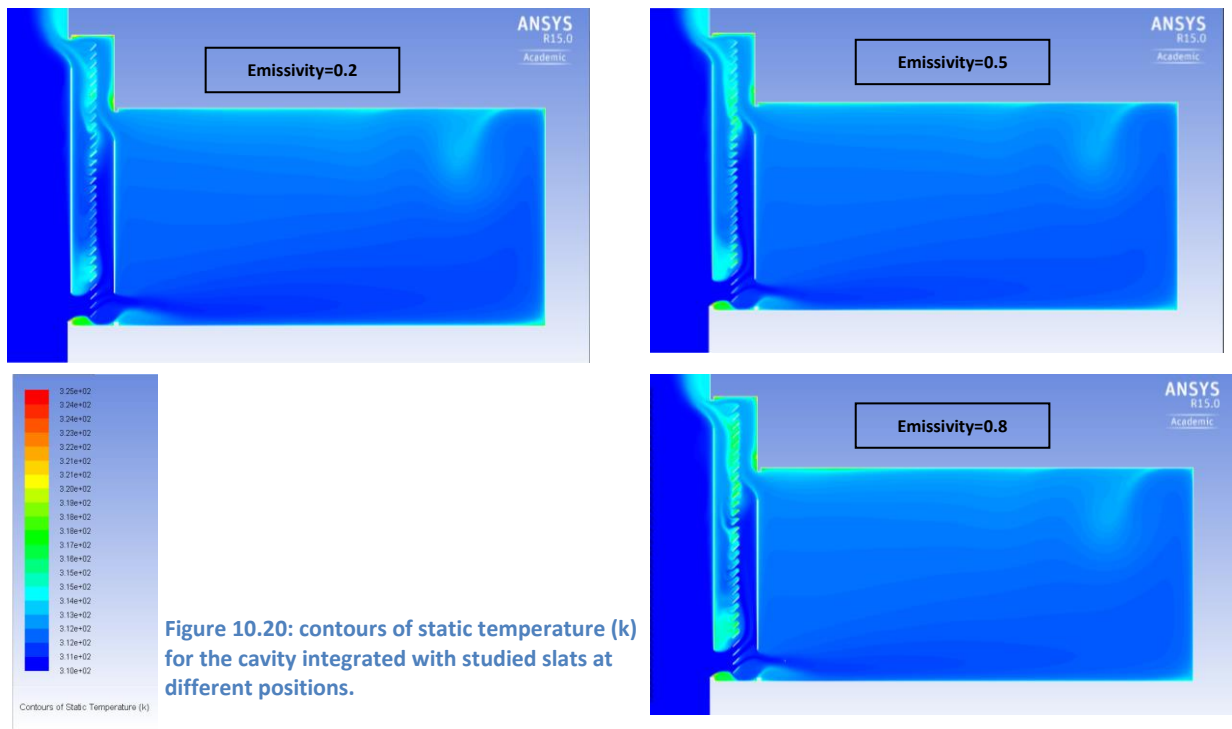 ANSYS
R15.0
Academic
Emissivity=0.2
ANSYS
R15.0
Academic
Emissivity=0.5
3.25e+02
3.24e+02
3.24e+02
3.23e+02
3.22e+02
3.21e+02
3.21e+02
3.20e+02
3.19e+02
3.18e+02
3.18e+02
3.17e+02
3.16e+02
3.15e+02
3.15e+02
3.14e+02
3.13e+02
3.12e+02
3.12e+02
3.11e+02
3.10e+02
Contours of Static Temperature (k)
Figure 10.20: contours of static temperature (k)
for the cavity integrated with studied slats at
different positions.
ANSYS
R15.0
Academic
Emissivity=0.8